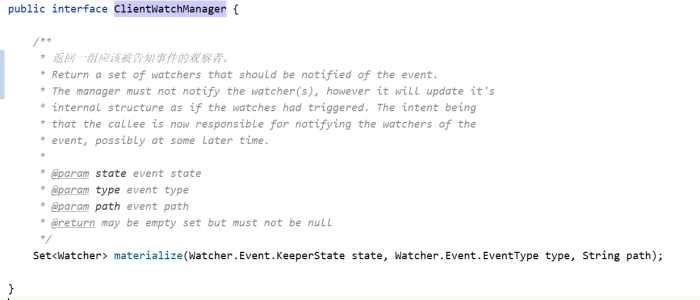 public interface ClientWatchManager {
/**
* 返回一组应该被告知事件的观察者。
* Return a set of watchers that should be notified of the event.
* The manager must not notify the watcher(s), however it will update it's
* internal structure as if the watches had triggered. The intent being
* that the callee is now responsible for notifying the watchers of the
* event, possibly at some later time.
*
* @param state event state
* @param type event type
* @param path event path
* @return may be empty set but must not be null
*/
Set<Watcher> materialize(Watcher.Event.KeeperState state, Watcher.Event.EventType type, String path);
}